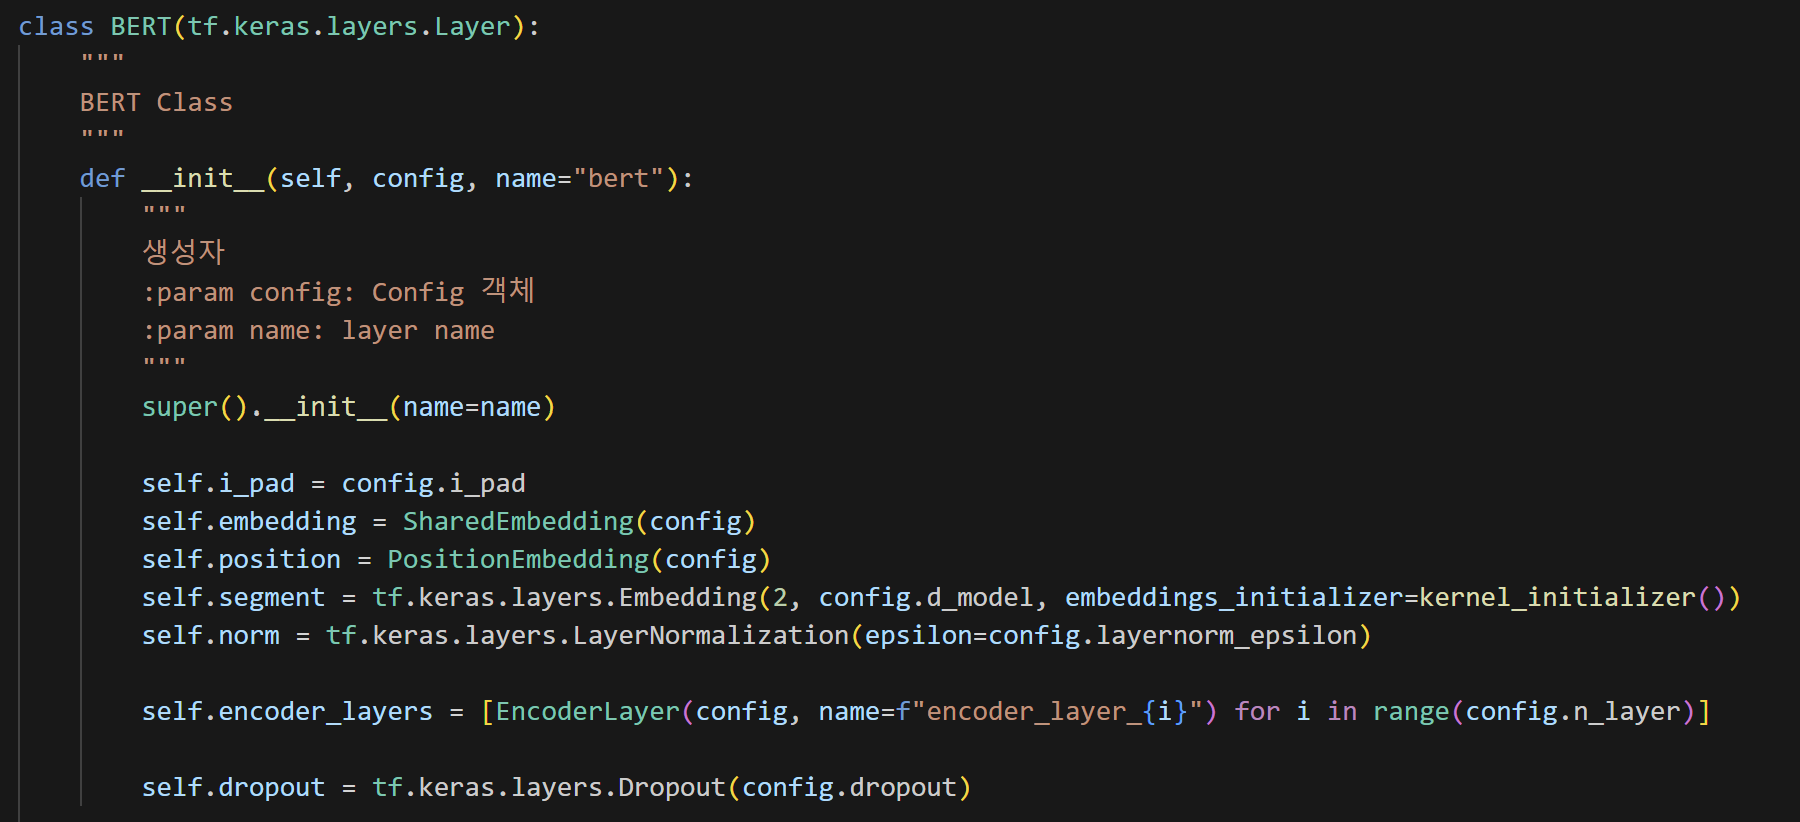 class BERT(tf.keras.layers.Layer):
    """
    BERT Class
    """
    def __init__(self, config, name="bert"):
        """
        생성자
        :param config: Config 객체
        :param name: layer name
        """
        super().__init__(name=name)

        self.i_pad = config.i_pad
        self.embedding = SharedEmbedding(config)
        self.position = PositionEmbedding(config)
        self.segment = tf.keras.layers.Embedding(2, config.d_model, embeddings_initializer=kernel_initializer())
        self.norm = tf.keras.layers.LayerNormalization(epsilon=config.layernorm_epsilon)

        self.encoder_layers = [EncoderLayer(config, name=f"encoder_layer_{i}") for i in range(config.n_layer)]

        self.dropout = tf.keras.layers.Dropout(config.dropout)